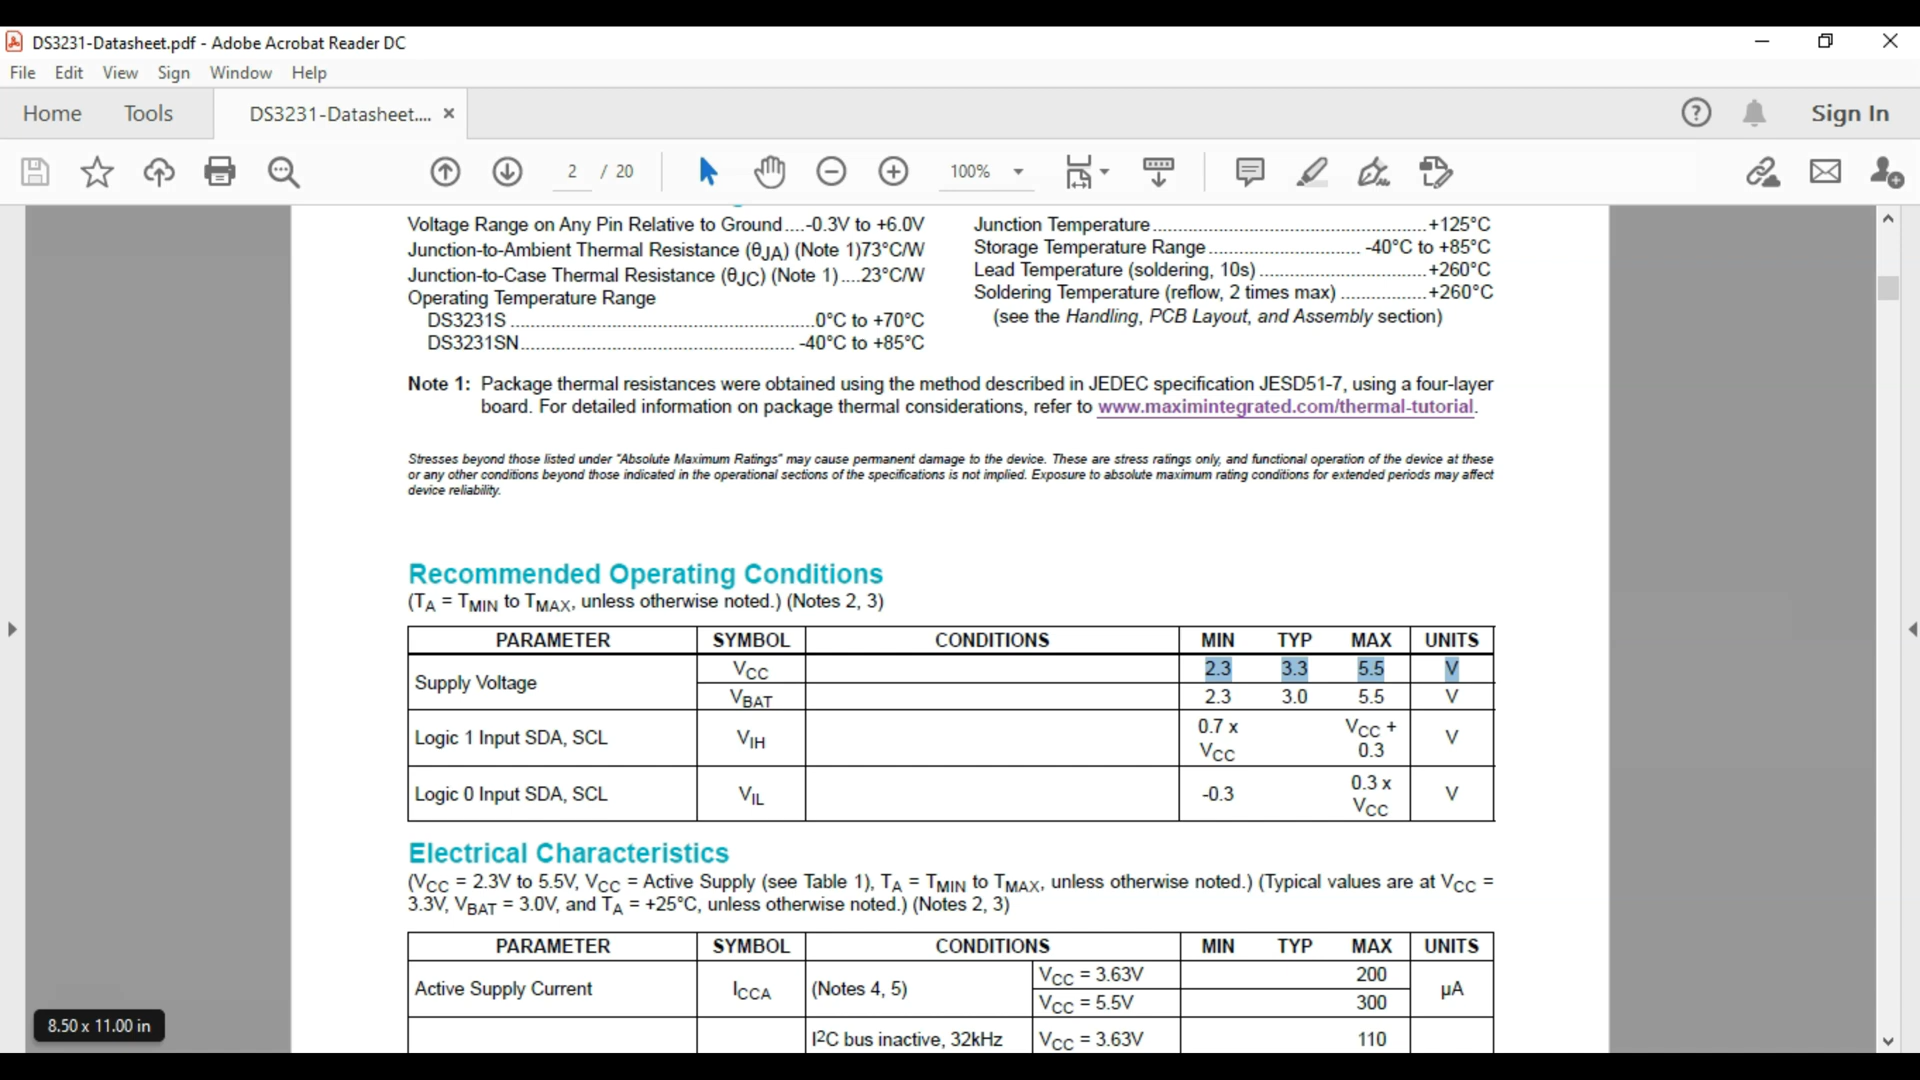 DS3231-Datasheet.pdf - Adobe Acrobat Reader DC
File Edit View Sign Window Help
Home Tools DS3231-Datasheet.... × Sign In
2 / 20 100%
Voltage Range on Any Pin Relative to Ground....-0.3V to +6.0V
Junction-to-Ambient Thermal Resistance (θJA) (Note 1)73°C/W
Junction-to-Case Thermal Resistance (θJC) (Note 1)....23°C/W
Operating Temperature Range
DS3231S ......................................................0°C to +70°C
DS3231SN..................................................... -40°C to +85°C
Junction Temperature......................................................+125°C
Storage Temperature Range.............................. -40°C to +85°C
Lead Temperature (soldering, 10s).................................+260°C
Soldering Temperature (reflow, 2 times max) .................+260°C
(see the Handling, PCB Layout, and Assembly section)
Note 1: Package thermal resistances were obtained using the method described in JEDEC specification JESD51-7, using a four-layer
board. For detailed information on package thermal considerations, refer to www.maximintegrated.com/thermal-tutorial.
Stresses beyond those listed under "Absolute Maximum Ratings" may cause permanent damage to the device. These are stress ratings only, and functional operation of the device at these
or any other conditions beyond those indicated in the operational sections of the specifications is not implied. Exposure to absolute maximum rating conditions for extended periods may affect
device reliability.
Recommended Operating Conditions
(TA = TMIN to TMAX, unless otherwise noted.) (Notes 2, 3)
PARAMETER SYMBOL CONDITIONS MIN TYP MAX UNITS
Supply Voltage VCC 2.3 3.3 5.5 V
VBAT 2.3 3.0 5.5 V
Logic 1 Input SDA, SCL VIH 0.7 x VCC VCC + 0.3 V
Logic 0 Input SDA, SCL VIL -0.3 0.3 x VCC V
Electrical Characteristics
(VCC = 2.3V to 5.5V, VCC = Active Supply (see Table 1), TA = TMIN to TMAX, unless otherwise noted.) (Typical values are at VCC =
3.3V, VBAT = 3.0V, and TA = +25°C, unless otherwise noted.) (Notes 2, 3)
PARAMETER SYMBOL CONDITIONS MIN TYP MAX UNITS
Active Supply Current ICCA (Notes 4, 5) VCC = 3.63V 200 µA
VCC = 5.5V 300
I2C bus inactive, 32kHz VCC = 3.63V 110
8.50 x 11.00 in